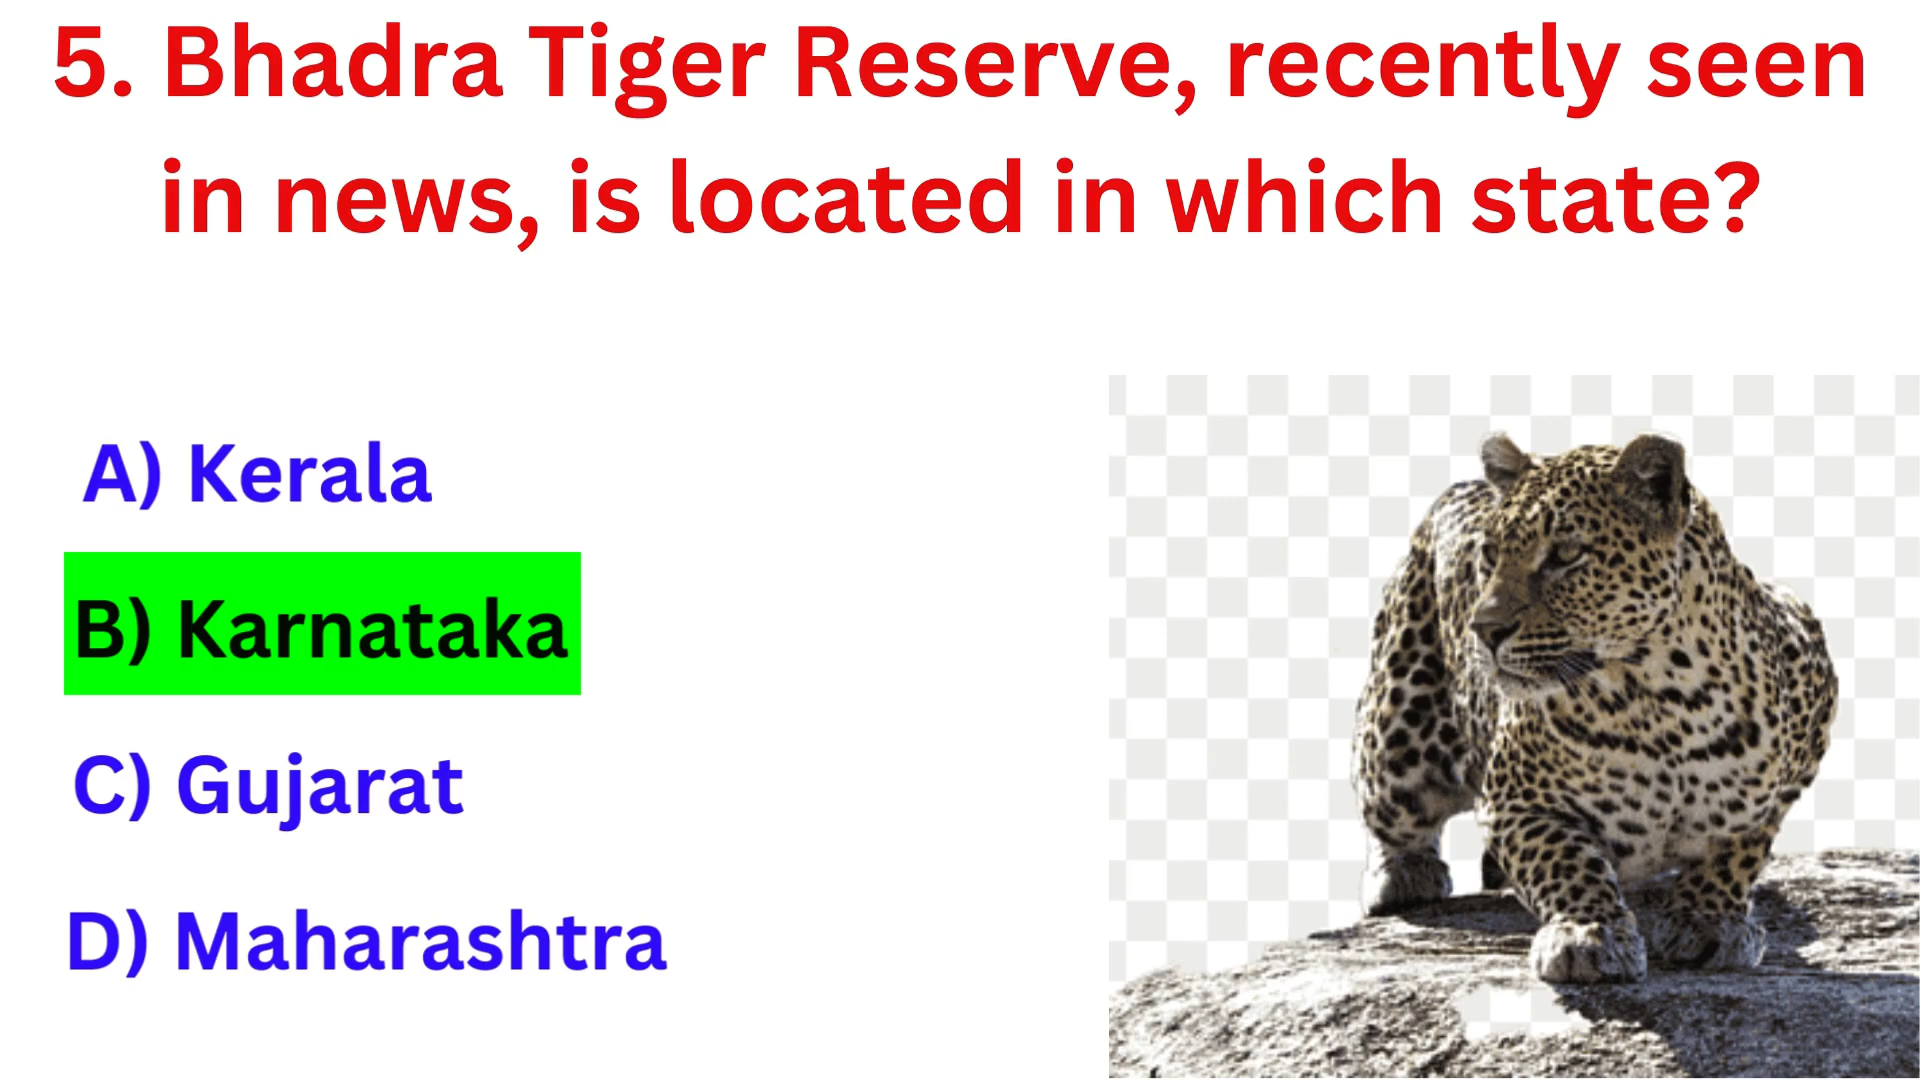 5. Bhadra Tiger Reserve, recently seen
in news, is located in which state?
A) Kerala
B) Karnataka
C) Gujarat
D) Maharashtra